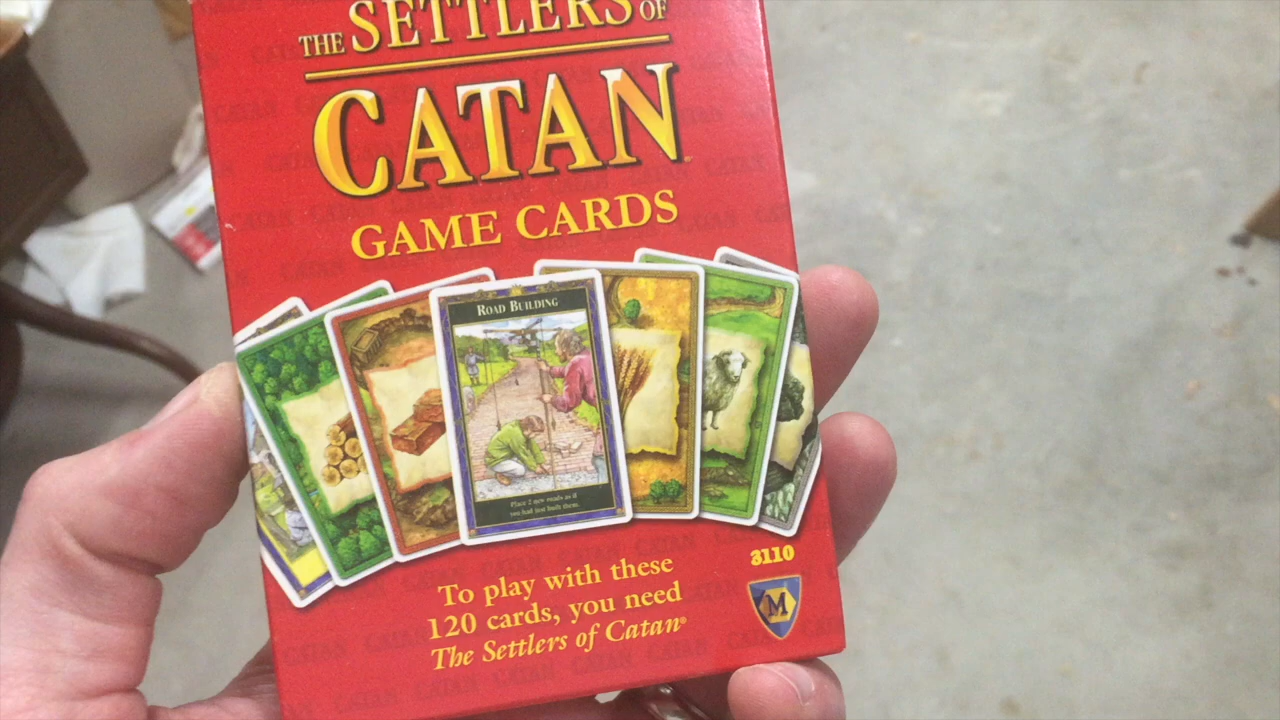 THE SETTLERS OF
CATAN
GAME CARDS
ROAD BUILDING
Place 2 new roads as if
you had just built them.
To play with these
120 cards, you need
The Settlers of Catan®
3110
M